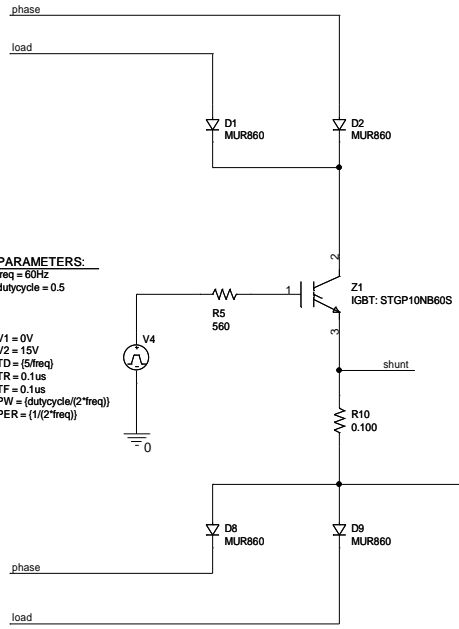 phase
load
D1
MUR860
D2
MUR860
PARAMETERS:
req = 60Hz
dutycycle = 0.5
2
1
Z1
IGBT: STGP10NB60S
R5
560
3
V1 = 0V
V2 = 15V
TD = {5/freq}
TR = 0.1us
TF = 0.1us
PW = {dutycycle/(2*freq)}
PER = {1/(2*freq)}
V4
0
shunt
R10
0.100
D8
MUR860
D9
MUR860
phase
load